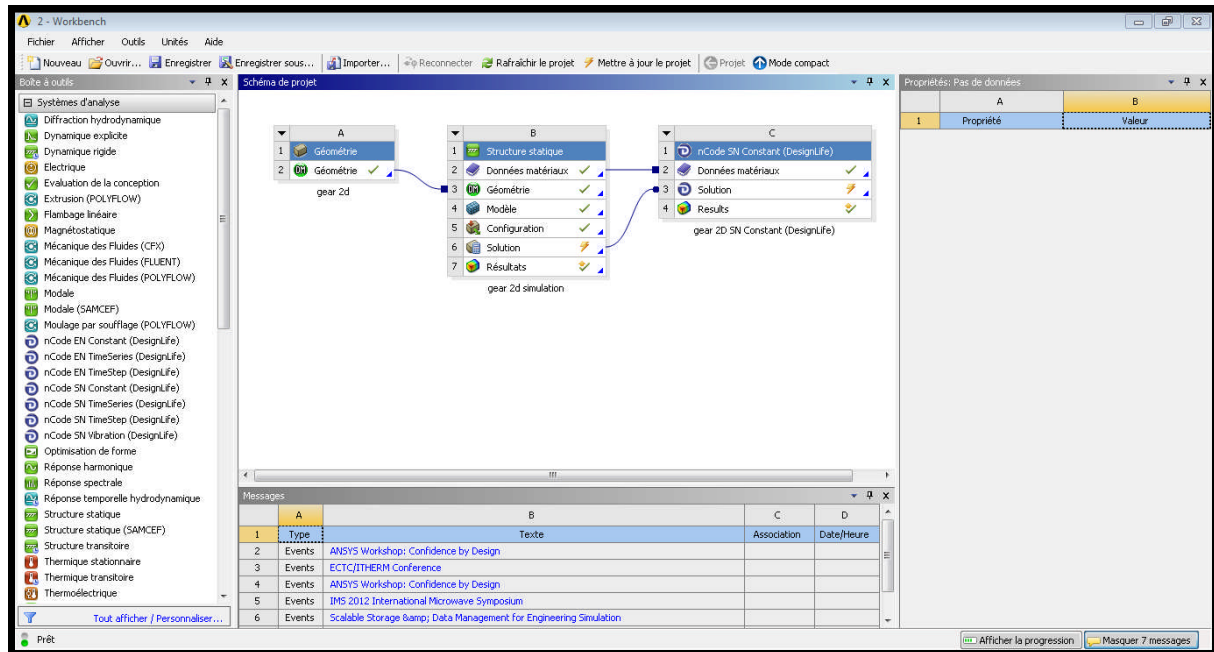 2 - Workbench
Fichier Afficher Outils Unités Aide
Nouveau Ouvrir... Enregistrer Enregistrer sous... Importer... Reconnecter Rafraîchir le projet Mettre à jour le projet Projet Mode compact
Boîte à outils
Systèmes d'analyse
Diffraction hydrodynamique
Dynamique explicite
Dynamique rigide
Electrique
Evaluation de la conception
Extrusion (POLYFLOW)
Flambage linéaire
Magnétostatique
Mécanique des Fluides (CFX)
Mécanique des Fluides (FLUENT)
Mécanique des Fluides (POLYFLOW)
Modale
Modale (SAMCEF)
Moulage par soufflage (POLYFLOW)
nCode EN Constant (DesignLife)
nCode EN TimeSeries (DesignLife)
nCode EN TimeStep (DesignLife)
nCode SN Constant (DesignLife)
nCode SN TimeSeries (DesignLife)
nCode SN TimeStep (DesignLife)
nCode SN Vibration (DesignLife)
Optimisation de forme
Réponse harmonique
Réponse spectrale
Réponse temporelle hydrodynamique
Structure statique
Structure statique (SAMCEF)
Structure transitoire
Thermique stationnaire
Thermique transitoire
Thermoélectrique
Tout afficher / Personnaliser...
Schéma de projet
A
1 Géométrie
2 Géométrie
gear 2d
B
1 Structure statique
2 Données matériaux
3 Géométrie
4 Modèle
5 Configuration
6 Solution
7 Résultats
gear 2d simulation
C
1 nCode SN Constant (DesignLife)
2 Données matériaux
3 Solution
4 Results
gear 2D SN Constant (DesignLife)
Messages
A B C D
1 Type Texte Association Date/Heure
2 Events ANSYS Workshop: Confidence by Design
3 Events ECTC/ITHERM Conference
4 Events ANSYS Workshop: Confidence by Design
5 Events IMS 2012 International Microwave Symposium
6 Events Scalable Storage &amp; Data Management for Engineering Simulation
Propriétés: Pas de données
A B
1 Propriété Valeur
Prêt
Afficher la progression Masquer 7 messages